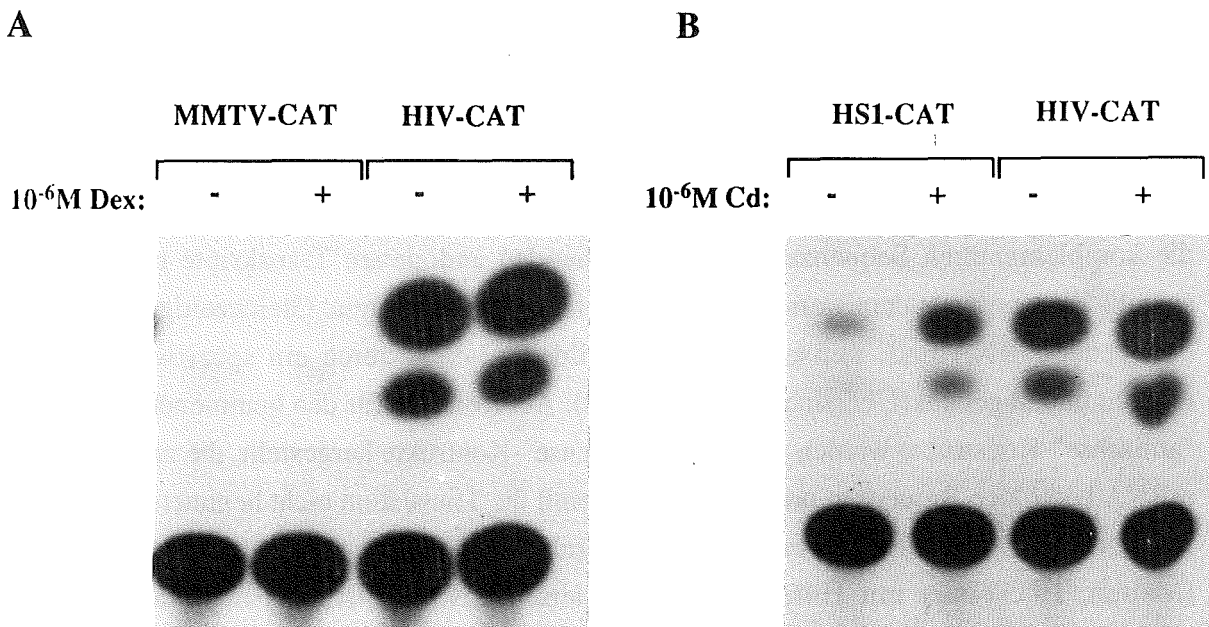 A
MMTV-CAT HIV-CAT
10-6M Dex: - + - +
B
HS1-CAT HIV-CAT
10-6M Cd: - + - +